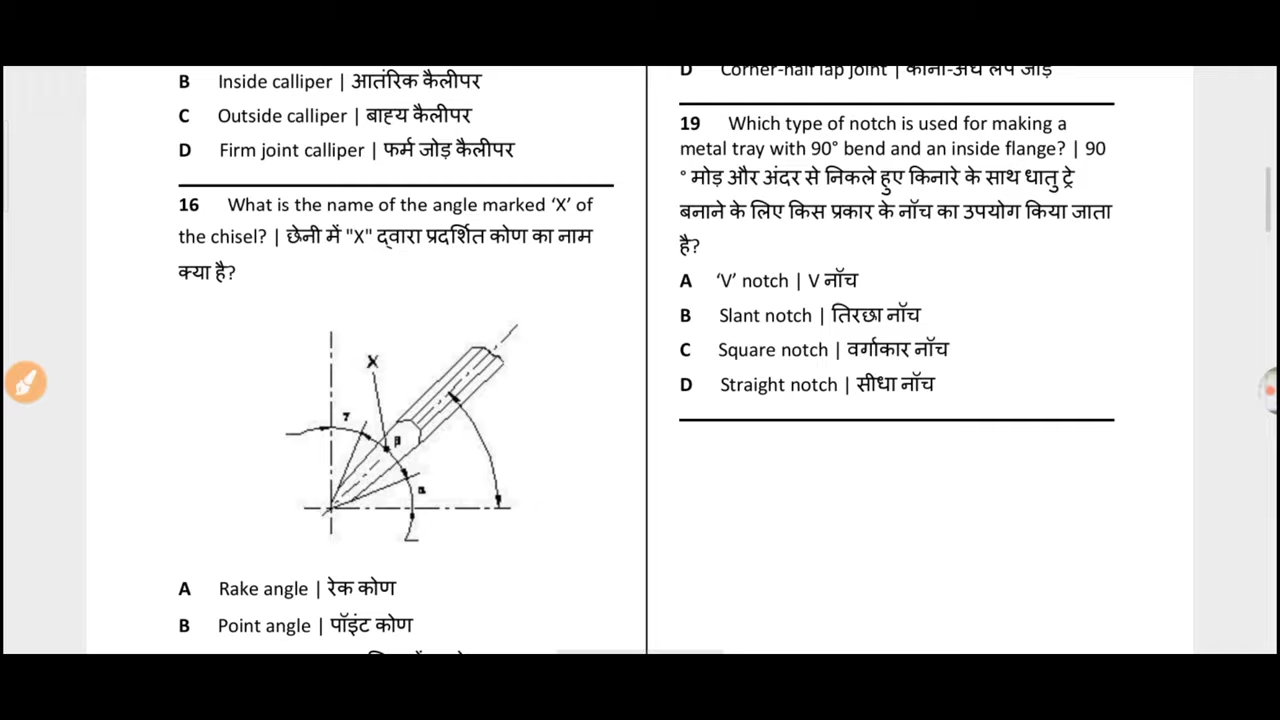 B Inside calliper | आतंरिक कैलीपर
C Outside calliper | बाह्य कैलीपर
D Firm joint calliper | फर्म जोड़ कैलीपर
16 What is the name of the angle marked ‘X’ of
the chisel? | छेनी में "X" द्वारा प्रदर्शित कोण का नाम
क्या है?
X
γ
β
α
A Rake angle | रेक कोण
B Point angle | पॉइंट कोण
D Corner-half lap joint | कोना-अर्ध लैप जोड़
19 Which type of notch is used for making a
metal tray with 90° bend and an inside flange? | 90
° मोड़ और अंदर से निकले हुए किनारे के साथ धातु ट्रे
बनाने के लिए किस प्रकार के नॉच का उपयोग किया जाता
है?
A ‘V’ notch | V नॉच
B Slant notch | तिरछा नॉच
C Square notch | वर्गाकार नॉच
D Straight notch | सीधा नॉच